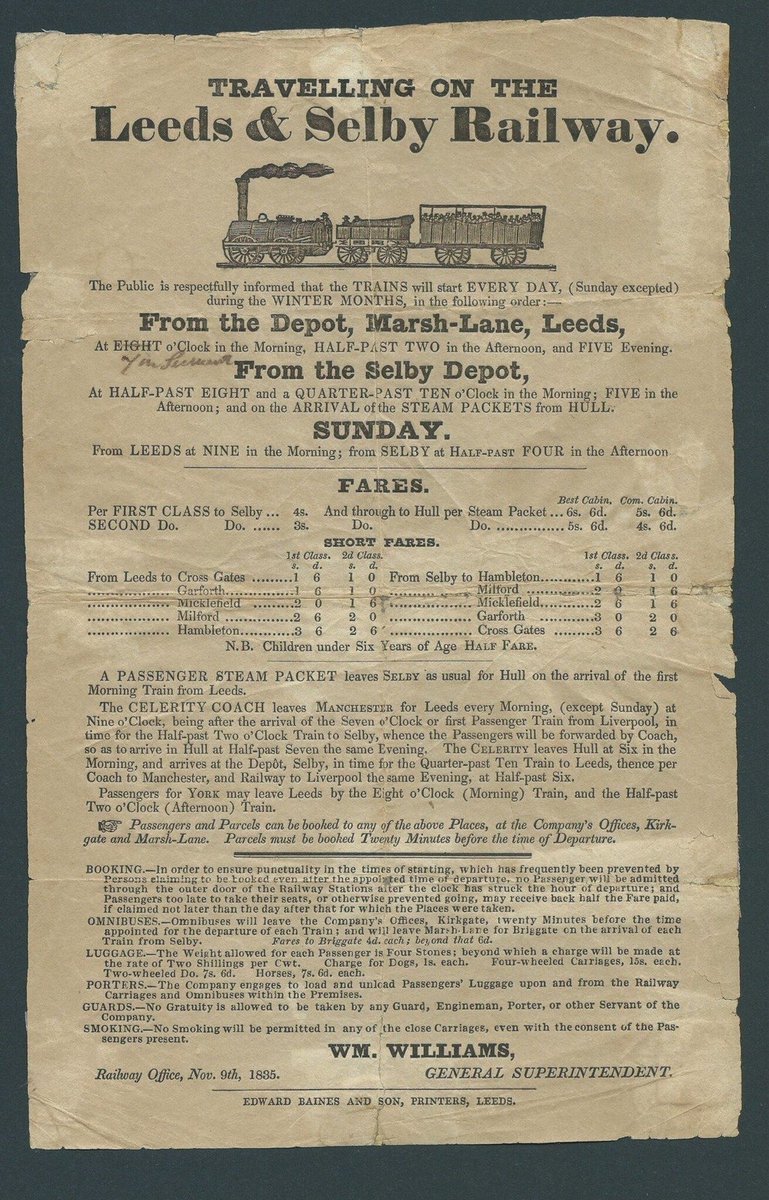 TRAVELLING ON THE
Leeds & Selby Railway.
The Public is respectfully informed that the TRAINS will start EVERY DAY, (Sunday excepted)
during the WINTER MONTHS, in the following order:—
From the Depot, Marsh-Lane, Leeds,
At EIGHT o'Clock in the Morning, HALF-PAST TWO in the Afternoon, and FIVE Evening.
From the Selby Depot,
At HALF-PAST EIGHT and a QUARTER-PAST TEN o'Clock in the Morning; FIVE in the
Afternoon; and on the ARRIVAL of the STEAM PACKETS from HULL.
SUNDAY.
From LEEDS at NINE in the Morning; from SELBY at HALF-PAST FOUR in the Afternoon
FARES.
Best Cabin. Com. Cabin.
Per FIRST CLASS to Selby ... 4s. And through to Hull per Steam Packet ... 6s. 6d. 5s. 6d.
SECOND Do. Do. ...... 3s. Do. Do. ............... 5s. 6d. 4s. 6d.
SHORT FARES.
1st Class. 2d Class. 1st Class. 2d Class.
s. d. s. d. s. d. s. d.
From Leeds to Cross Gates .........1 6 1 0 From Selby to Hambleton............1 6 1 0
............... Garforth............1 6 1 0 ............... Milford ............2 0 1 6
............... Micklefield .........2 0 1 6 ............... Micklefield.........2 6 1 6
............... Milford ............2 6 2 0 ............... Garforth ............3 0 2 0
............... Hambleton............3 6 2 6 ............... Cross Gates .........3 6 2 6
N.B. Children under Six Years of Age HALF FARE.
A PASSENGER STEAM PACKET leaves SELBY as usual for Hull on the arrival of the first
Morning Train from Leeds.
The CELERITY COACH leaves MANCHESTER for Leeds every Morning, (except Sunday) at
Nine o'Clock, being after the arrival of the Seven o'Clock or first Passenger Train from Liverpool, in
time for the Half-past Two o'Clock Train to Selby, whence the Passengers will be forwarded by Coach,
so as to arrive in Hull at Half-past Seven the same Evening. The CELERITY leaves Hull at Six in the
Morning, and arrives at the Depôt, Selby, in time for the Quarter-past Ten Train to Leeds, thence per
Coach to Manchester, and Railway to Liverpool the same Evening, at Half-past Six.
Passengers for YORK may leave Leeds by the Eight o'Clock (Morning) Train, and the Half-past
Two o'Clock (Afternoon) Train.
☞ Passengers and Parcels can be booked to any of the above Places, at the Company's Offices, Kirk-
gate and Marsh-Lane. Parcels must be booked Twenty Minutes before the time of Departure.
BOOKING.—In order to ensure punctuality in the times of starting, which has frequently been prevented by
Persons claiming to be booked even after the appointed time of departure, no Passenger will be admitted
through the outer door of the Railway Stations after the clock has struck the hour of departure; and
Passengers too late to take their seats, or otherwise prevented going, may receive back half the Fare paid,
if claimed not later than the day after that for which the Places were taken.
OMNIBUSES.—Omnibuses will leave the Company's Offices, Kirkgate, twenty Minutes before the time
appointed for the departure of each Train; and will leave Marsh-Lane for Briggate on the arrival of each
Train from Selby. Fares to Briggate 4d. each; beyond that 6d.
LUGGAGE.—The Weight allowed for each Passenger is Four Stones; beyond which a charge will be made at
the rate of Two Shillings per Cwt. Charge for Dogs, 1s. each. Four-wheeled Carriages, 15s. each.
Two-wheeled Do. 7s. 6d. Horses, 7s. 6d. each.
PORTERS.—The Company engages to load and unload Passengers' Luggage upon and from the Railway
Carriages and Omnibuses within the Premises.
GUARDS.—No Gratuity is allowed to be taken by any Guard, Engineman, Porter, or other Servant of the
Company.
SMOKING.—No Smoking will be permitted in any of the close Carriages, even with the consent of the Pas-
sengers present.
WM. WILLIAMS,
Railway Office, Nov. 9th, 1835. GENERAL SUPERINTENDENT.
EDWARD BAINES AND SON, PRINTERS, LEEDS.